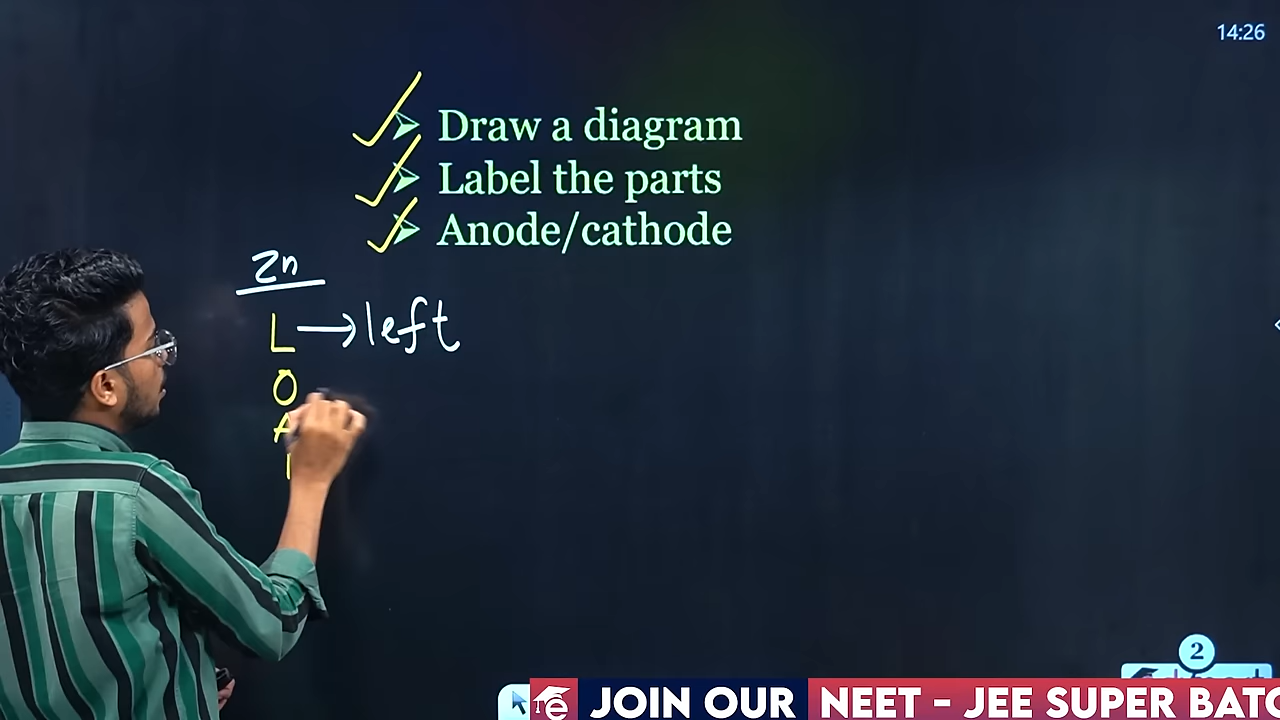 14:26
Draw a diagram
Label the parts
Anode/cathode
Zn
L → left
O
A
2
JOIN OUR NEET - JEE SUPER BATC